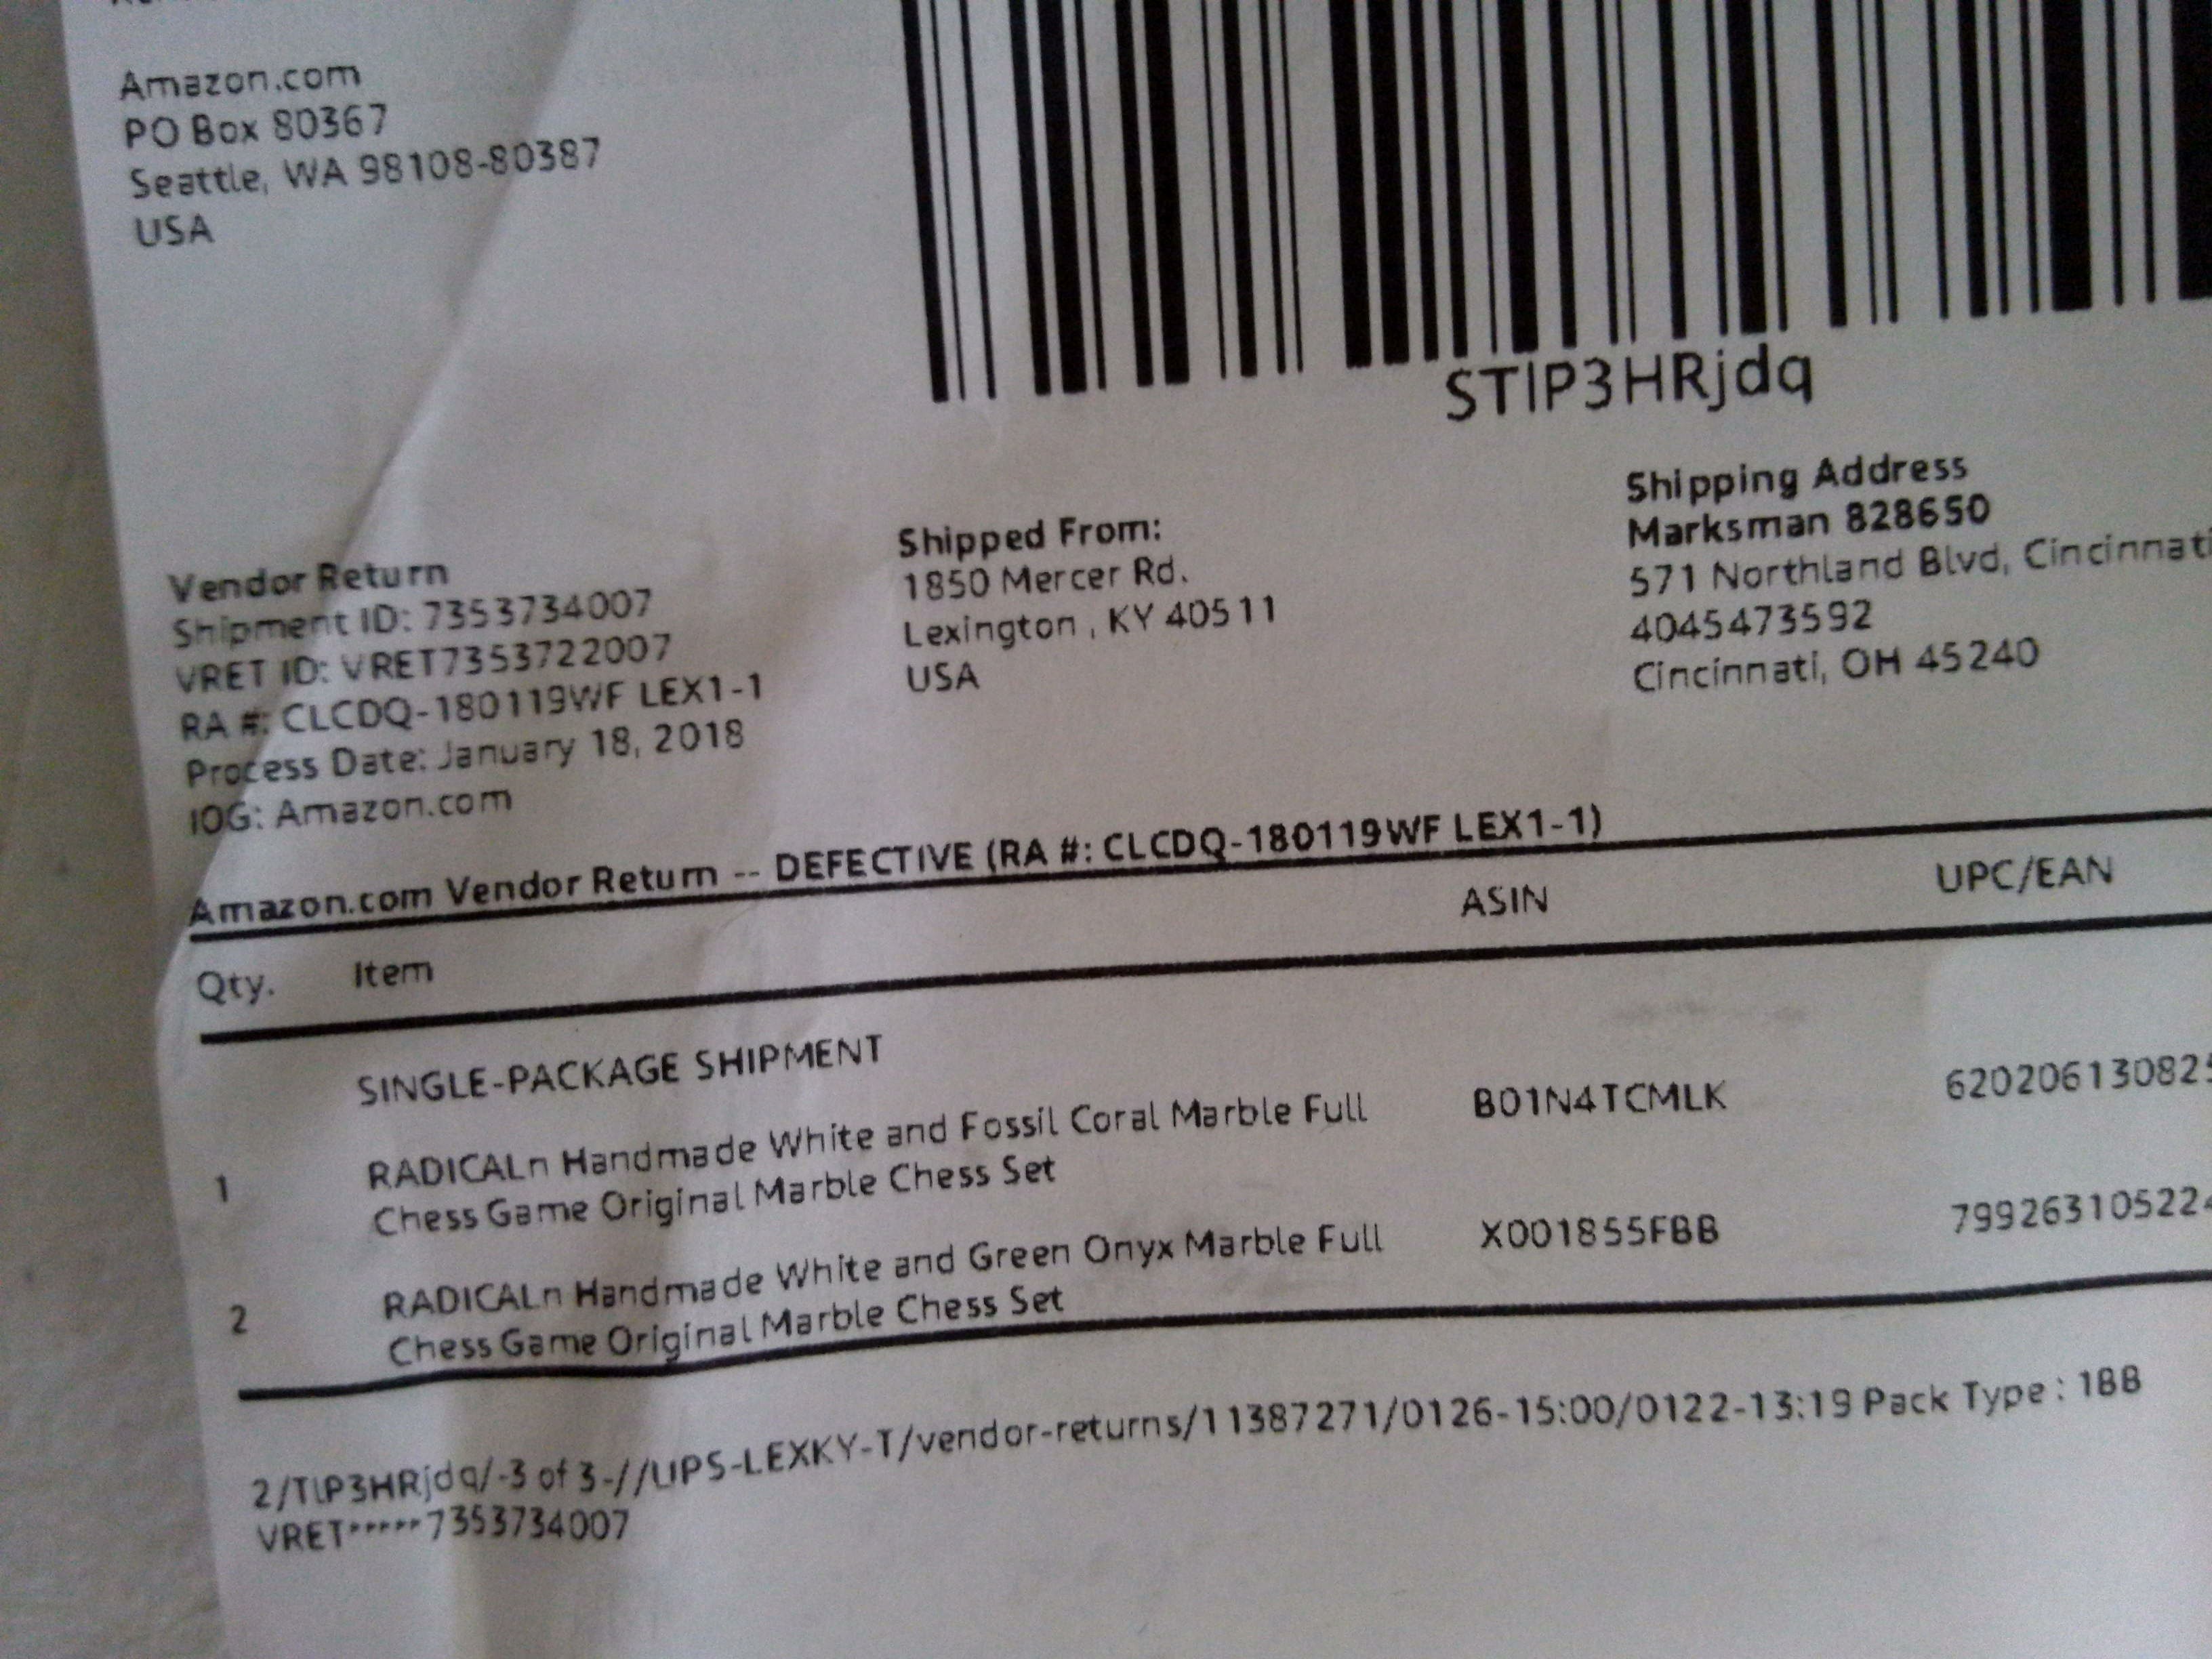 Amazon.com
PO Box 80367
Seattle, WA 98108-80387
USA
STIP3HRjdq
Vendor Return
Shipment ID: 7353734007
VRET ID: VRET7353722007
RA #: CLCDQ-180119WF LEX1-1
Process Date: January 18, 2018
IOG: Amazon.com
Shipped From:
1850 Mercer Rd.
Lexington , KY 40511
USA
Shipping Address
Marksman 828650
571 Northland Blvd, Cincinnati
4045473592
Cincinnati, OH 45240
Amazon.com Vendor Return -- DEFECTIVE (RA #: CLCDQ-180119WF LEX1-1)
Qty. Item ASIN UPC/EAN
SINGLE-PACKAGE SHIPMENT
1 RADICALn Handmade White and Fossil Coral Marble Full B01N4TCMLK 620206130825
Chess Game Original Marble Chess Set
2 RADICALn Handmade White and Green Onyx Marble Full X001855FBB 799263105224
Chess Game Original Marble Chess Set
2/TIP3HRjdq/-3 of 3-//UPS-LEXKY-T/vendor-returns/11387271/0126-15:00/0122-13:19 Pack Type : 1BB
VRET*****7353734007